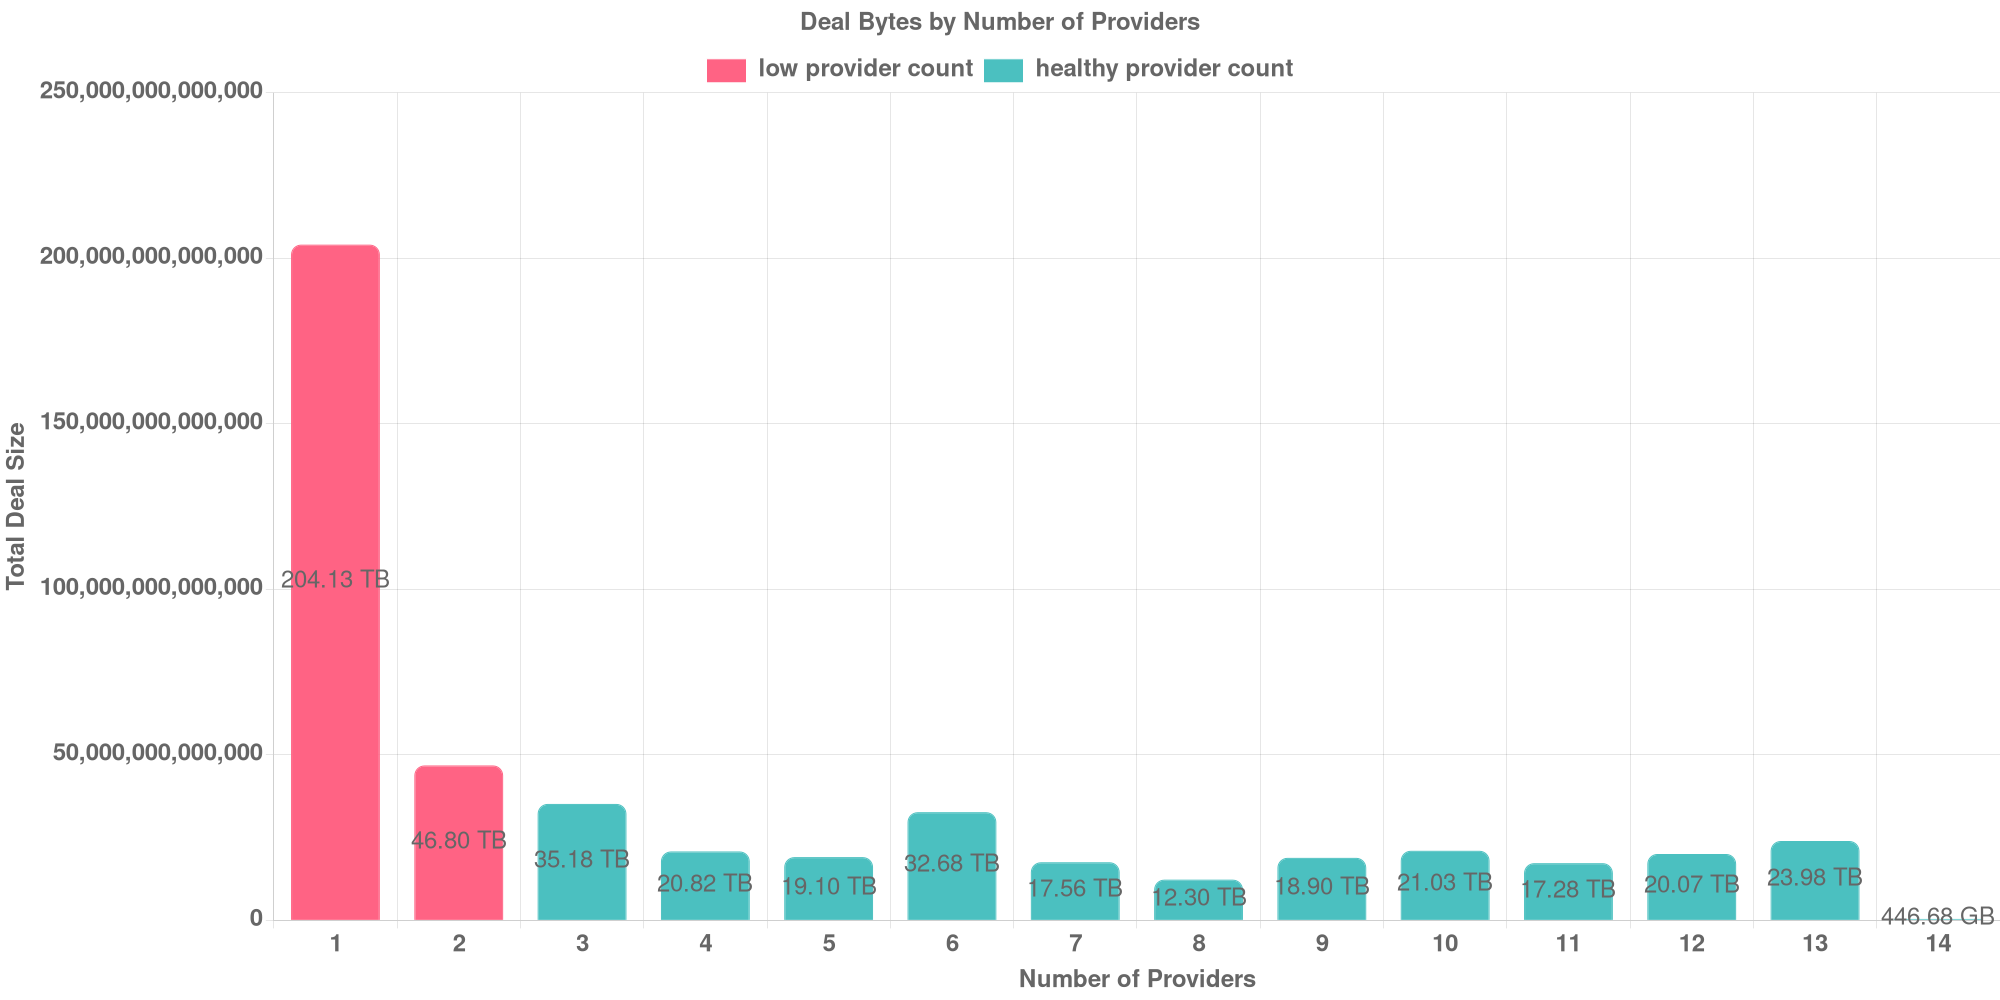 Deal Bytes by Number of Providers
low provider count healthy provider count
250,000,000,000,000
200,000,000,000,000
150,000,000,000,000
100,000,000,000,000
50,000,000,000,000
0
Total Deal Size
204.13 TB
46.80 TB
35.18 TB
20.82 TB
19.10 TB
32.68 TB
17.56 TB
12.30 TB
18.90 TB
21.03 TB
17.28 TB
20.07 TB
23.98 TB
446.68 GB
1 2 3 4 5 6 7 8 9 10 11 12 13 14
Number of Providers